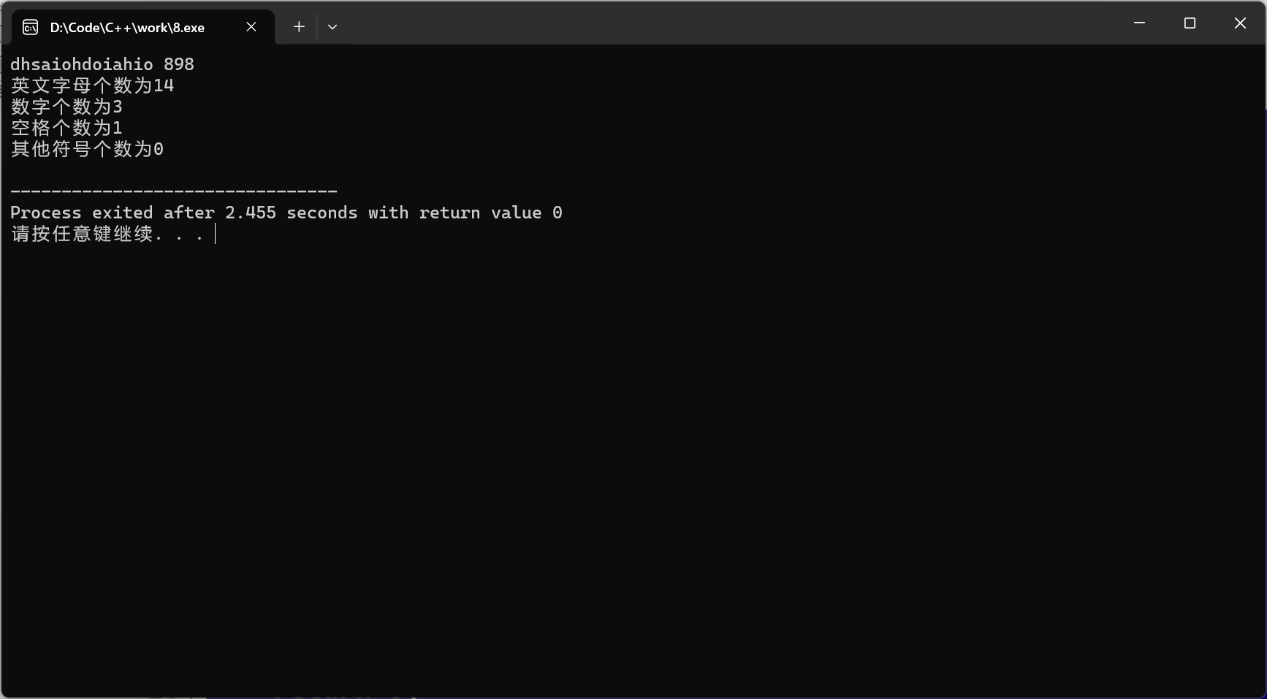 D:\Code\C++\work\8.exe
dhsaiohdoiahio 898
英文字母个数为14
数字个数为3
空格个数为1
其他符号个数为0
--------------------------------
Process exited after 2.455 seconds with return value 0
请按任意键继续. . .